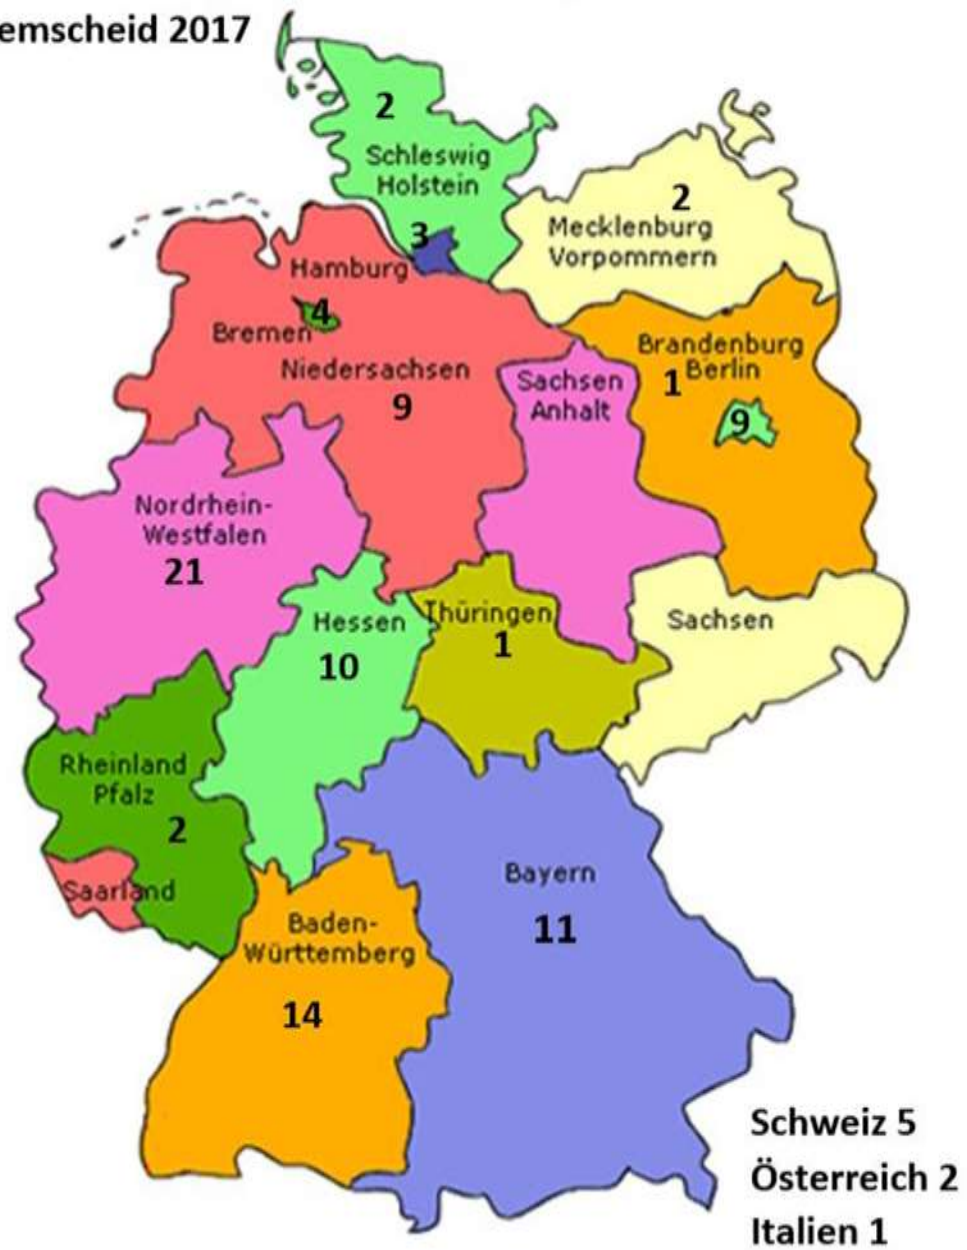 emscheid 2017
2
Schleswig
Holstein
3
2
Mecklenburg
Vorpommern
Hamburg
4
Bremen
Niedersachsen
9
Sachsen
Anhalt
Brandenburg
1 Berlin
9
Nordrhein-
Westfalen
21
Hessen
10
Thüringen
1
Sachsen
Rheinland
Pfalz
2
Saarland
Bayern
11
Baden-
Württemberg
14
Schweiz 5
Österreich 2
Italien 1